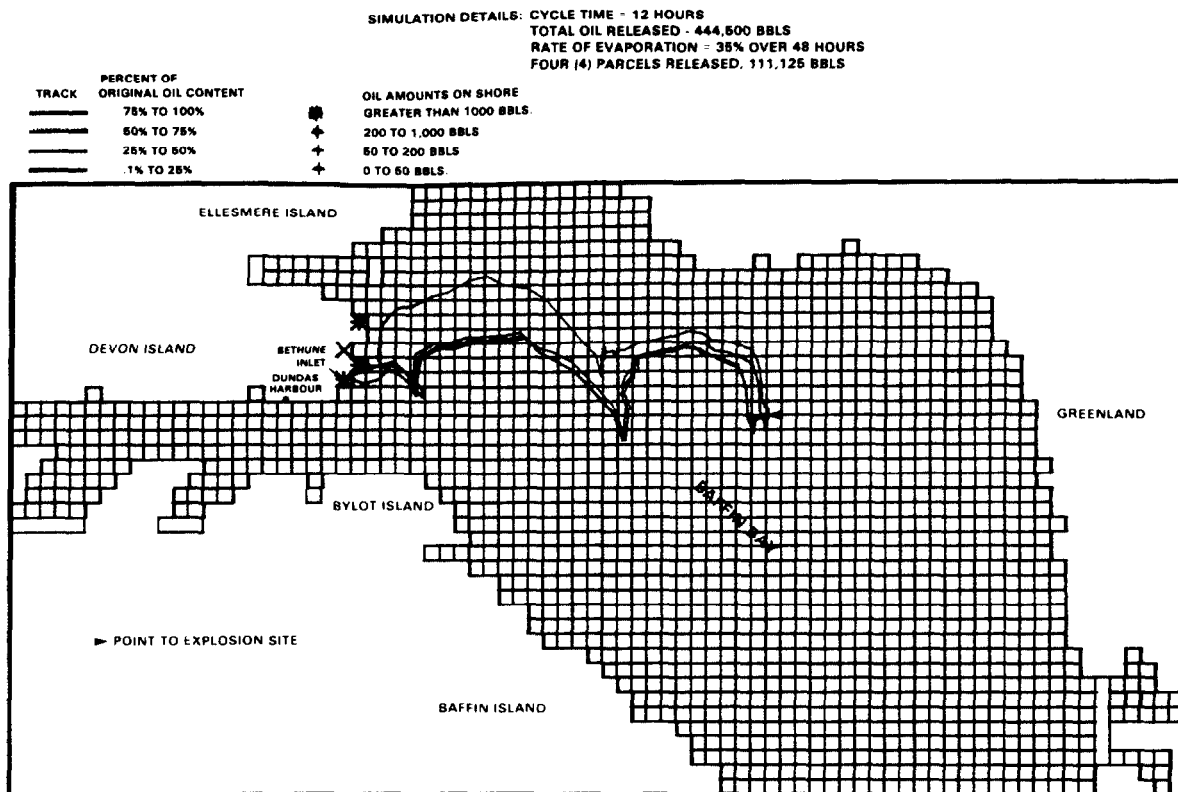 SIMULATION DETAILS: CYCLE TIME - 12 HOURS
TOTAL OIL RELEASED - 444,500 BBLS
RATE OF EVAPORATION = 35% OVER 48 HOURS
FOUR (4) PARCELS RELEASED, 111,125 BBLS
PERCENT OF
TRACK ORIGINAL OIL CONTENT
75% TO 100%
50% TO 75%
25% TO 50%
.1% TO 25%
OIL AMOUNTS ON SHORE
GREATER THAN 1000 BBLS.
200 TO 1,000 BBLS
50 TO 200 BBLS
0 TO 50 BBLS.
ELLESMERE ISLAND
DEVON ISLAND
BETHUNE
INLET
DUNDAS
HARBOUR
GREENLAND
BYLOT ISLAND
BAFFIN BAY
► POINT TO EXPLOSION SITE
BAFFIN ISLAND